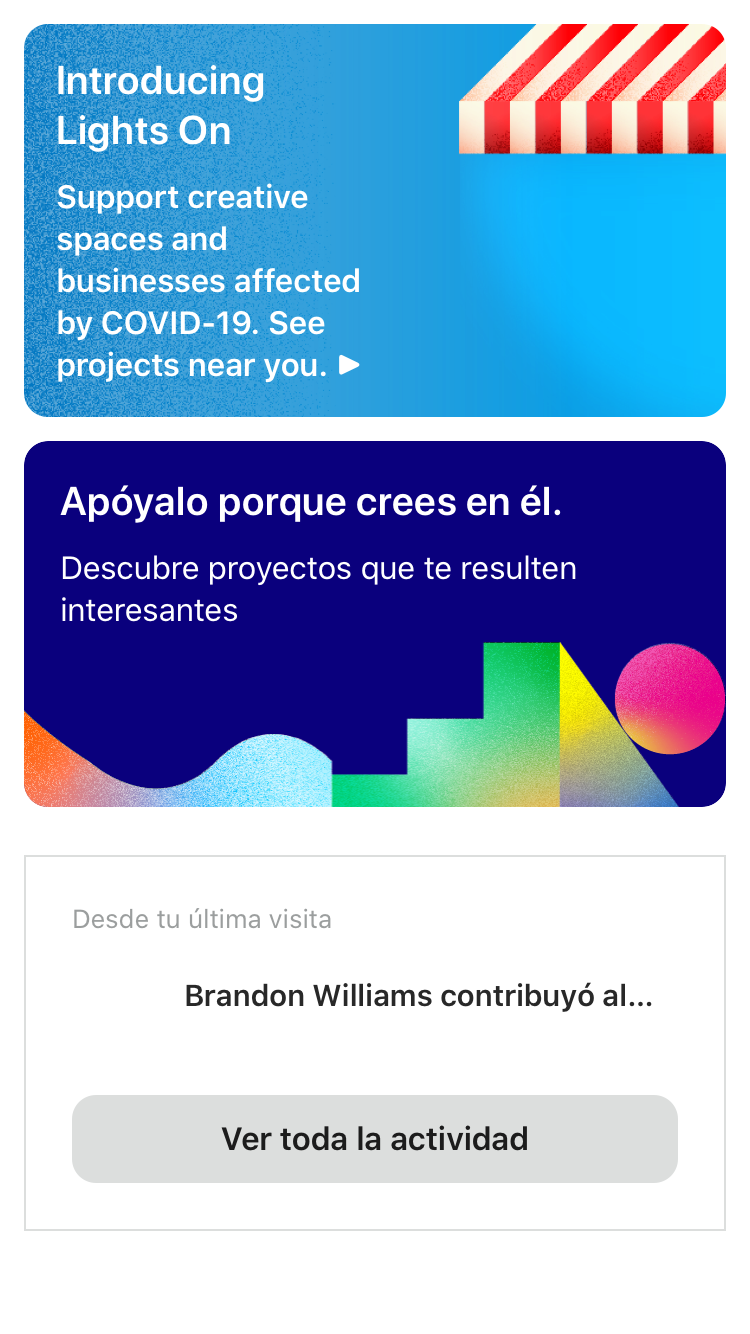 Introducing
Lights On
Support creative
spaces and
businesses affected
by COVID-19. See
projects near you. ►
Apóyalo porque crees en él.
Descubre proyectos que te resulten
interesantes
Desde tu última visita
Brandon Williams contribuyó al...
Ver toda la actividad